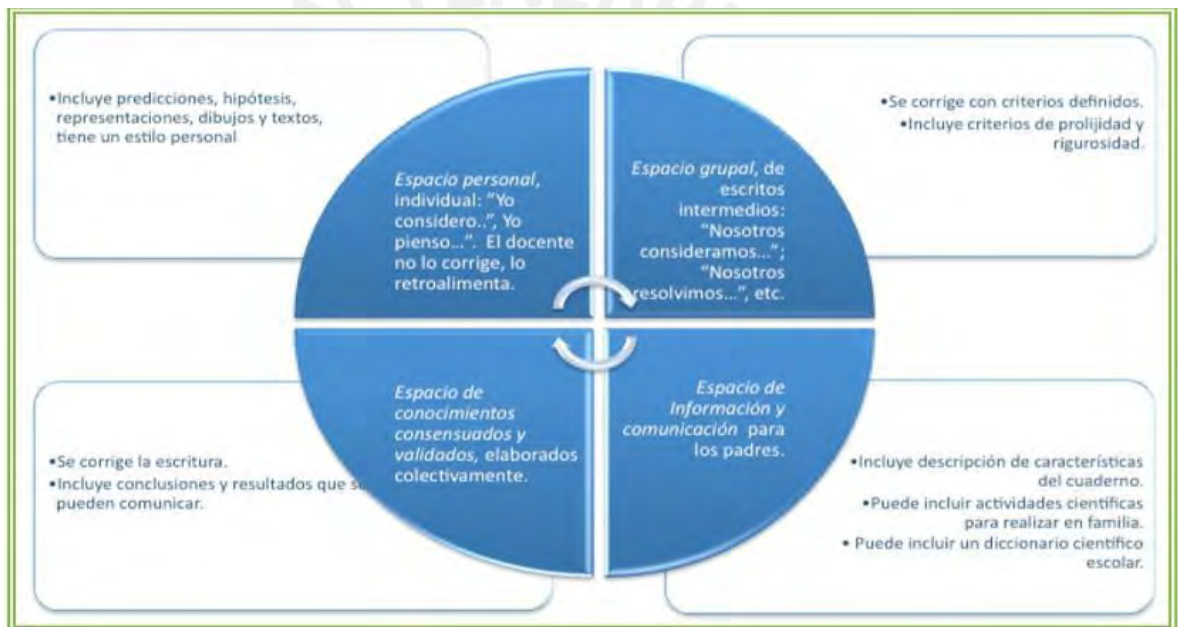 •Incluye predicciones, hipótesis,
representaciones, dibujos y textos,
tiene un estilo personal
Espacio personal,
individual: "Yo
considero..", Yo
pienso...". El docente
no lo corrige, lo
retroalimenta.
Espacio grupal, de
escritos
intermedios:
"Nosotros
consideramos...";
"Nosotros
resolvimos...", etc.
•Se corrige con criterios definidos.
•Incluye criterios de prolijidad y
rigurosidad.
•Se corrige la escritura.
•Incluye conclusiones y resultados que
pueden comunicar.
Espacio de
conocimientos
consensuados y
validados, elaborados
colectivamente.
Espacio de
Información y
comunicación para
los padres.
•Incluye descripción de características
del cuaderno.
•Puede incluir actividades científicas
para realizar en familia.
• Puede incluir un diccionario científico
escolar.